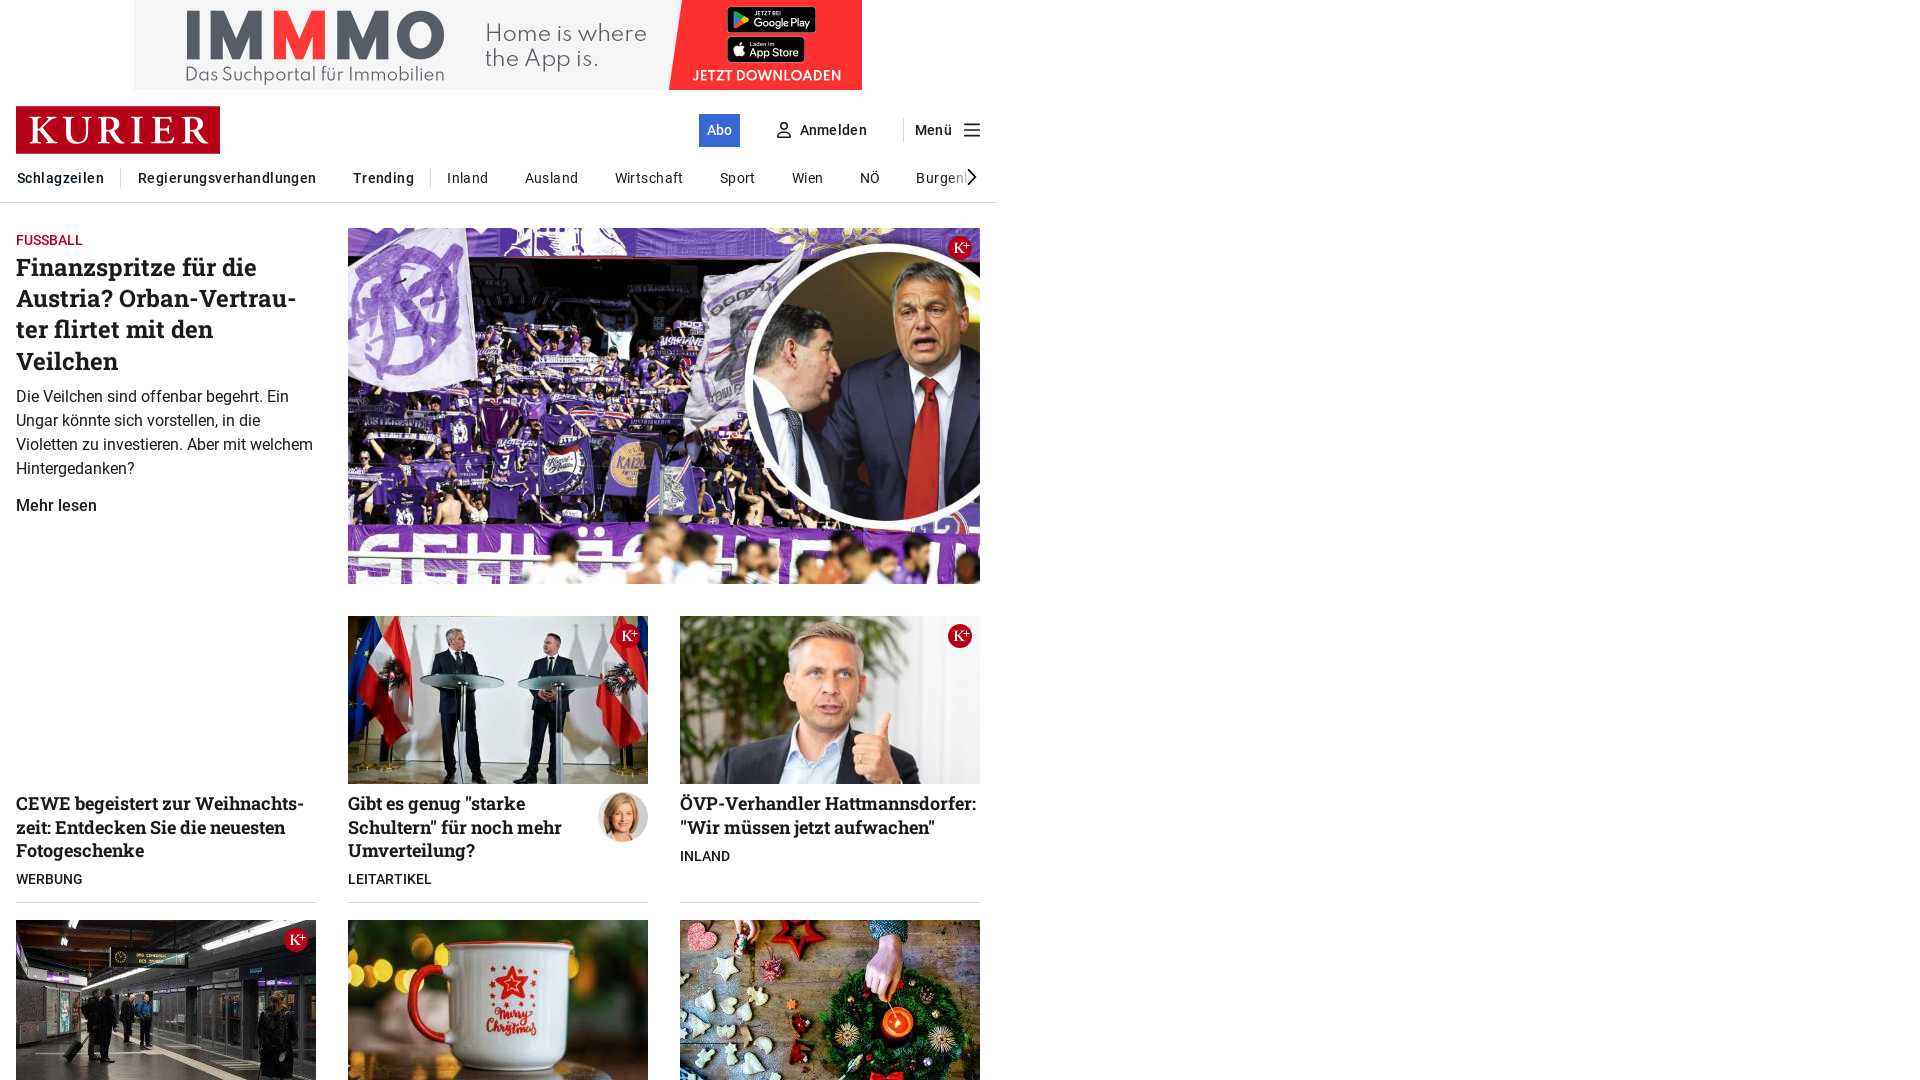 IMMMO
Das Suchportal für Immobilien
Home is where
the App is.
JETZT BEI
Google Play
Laden im
App Store
JETZT DOWNLOADEN
KURIER
Abo
Anmelden
Menü
Schlagzeilen
Regierungsverhandlungen
Trending
Inland
Ausland
Wirtschaft
Sport
Wien
NÖ
FUSSBALL
Finanzspritze für die
Austria? Orban-Vertrau-
ter flirtet mit den
Veilchen
Die Veilchen sind offenbar begehrt. Ein
Ungar könnte sich vorstellen, in die
Violetten zu investieren. Aber mit welchem
Hintergedanken?
Mehr lesen
K+
K+
K+
CEWE begeistert zur Weihnachts-
zeit: Entdecken Sie die neuesten
Fotogeschenke
WERBUNG
Gibt es genug "starke
Schultern" für noch mehr
Umverteilung?
LEITARTIKEL
ÖVP-Verhandler Hattmannsdorfer:
"Wir müssen jetzt aufwachen"
INLAND
K+
Merry
Christmas